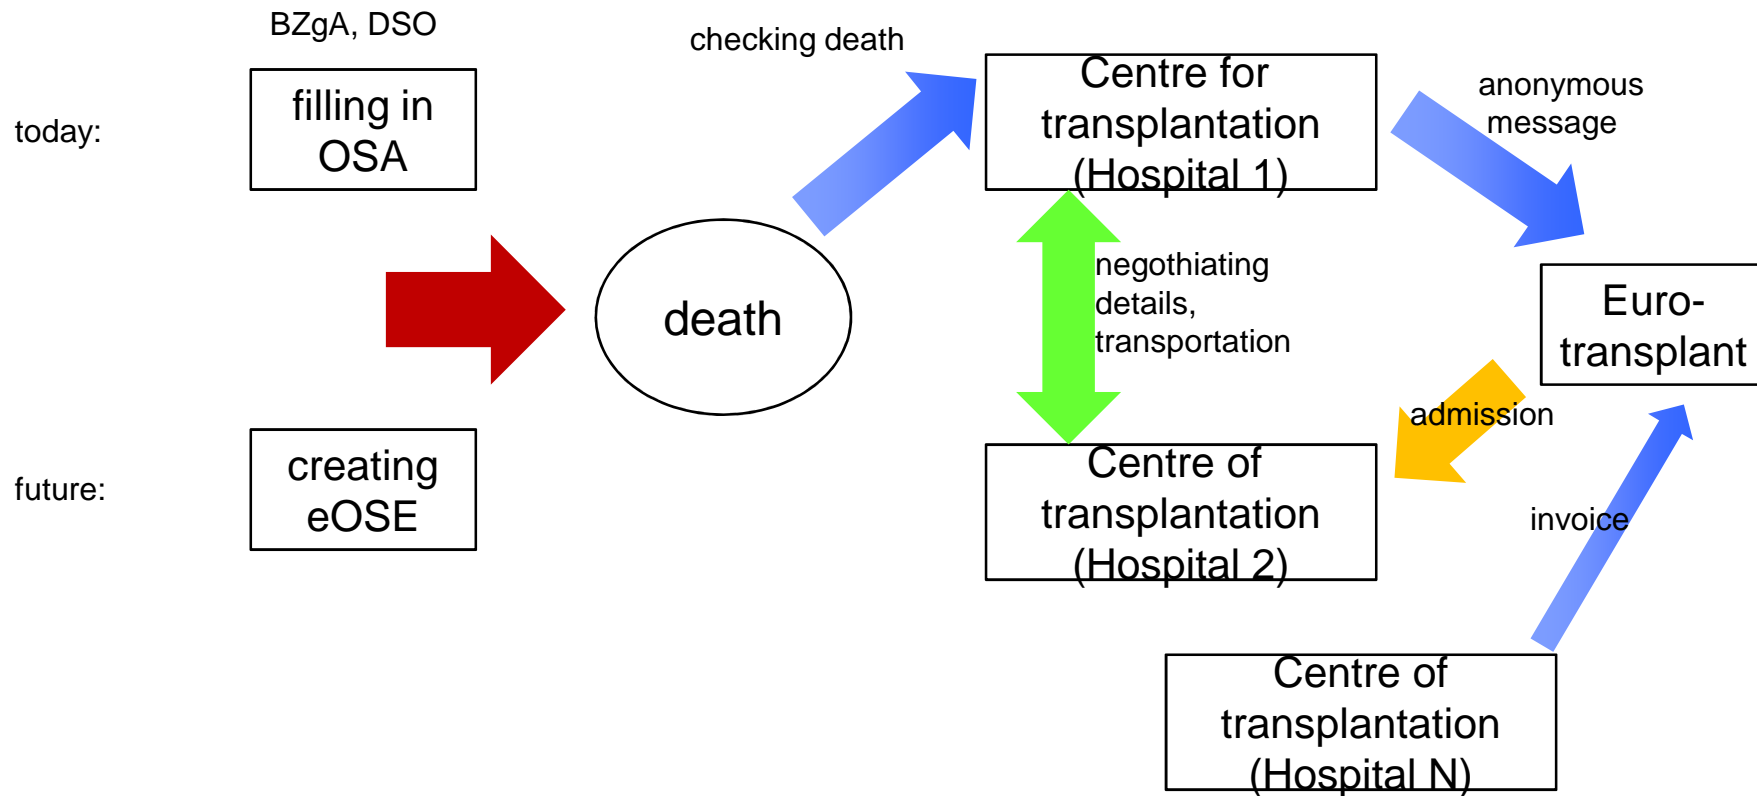 BZgA, DSO
today:
filling in
OSA
checking death
Centre for
transplantation
(Hospital 1)
anonymous
message
death
negothiating
details,
transportation
Euro-
transplant
admission
future:
creating
eOSE
Centre of
transplantation
(Hospital 2)
invoice
Centre of
transplantation
(Hospital N)